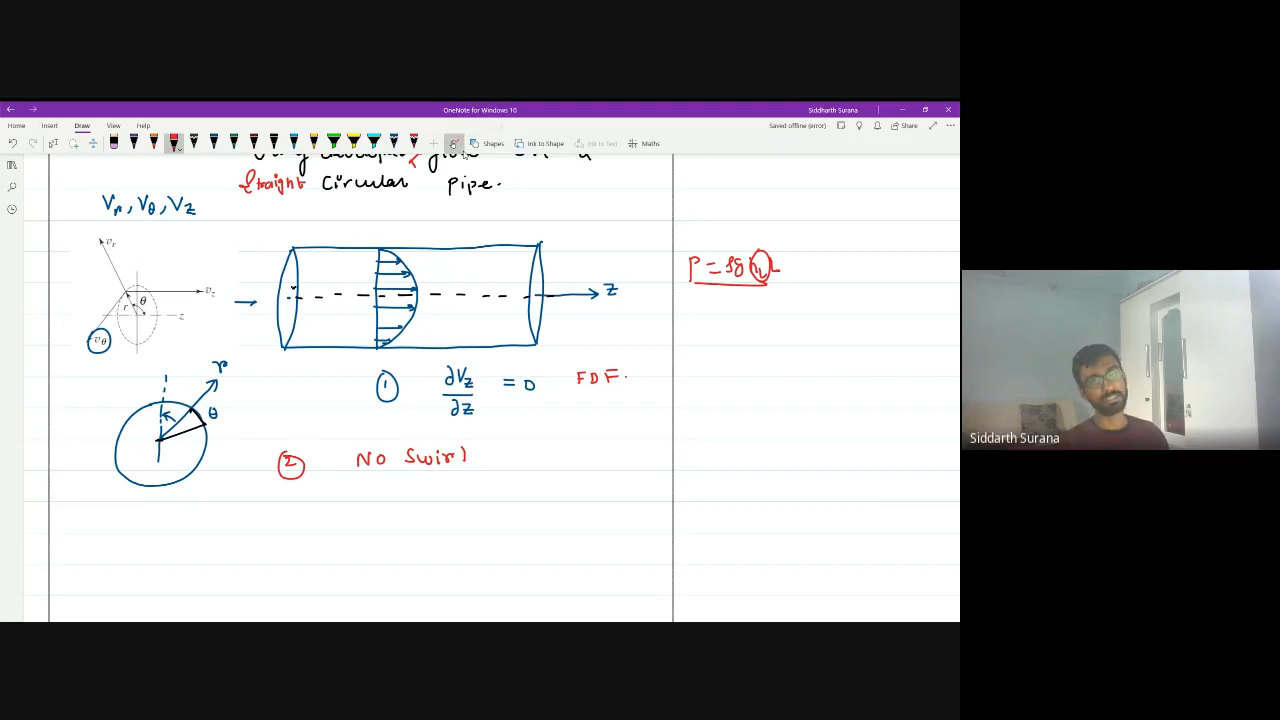 OneNote for Windows 10
Siddharth Surana
Home Insert Draw View Help
Saved offline (error) Share
Shapes Ink to Shape Ink to Text Maths
Straight Circular pipe.
Vr, Vθ, Vz
vr
vz
θ
r
z
vθ
z
P = ρg
r
θ
① ∂Vz/∂z = 0 FDF.
② No Swirl
Siddarth Surana